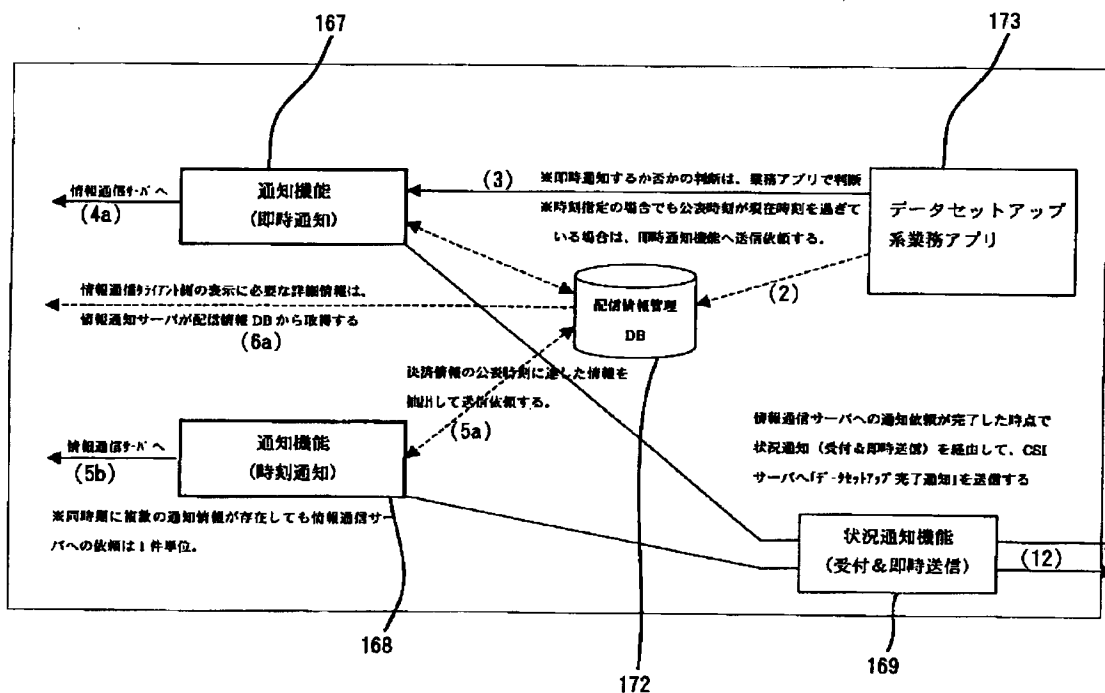 167
173
情報通信サーバへ
(4a)
通知機能
(即時通知)
(3)
※即時通知するか否かの判断は、業務アプリで判断
※時刻指定の場合でも公表時刻が現在時刻を過ぎて
いる場合は、即時通知機能へ送信依頼する。
データセットアップ
系業務アプリ
(2)
情報通信クライアント側の表示に必要な詳細情報は、
情報通知サーバが配信情報DBから取得する
(6a)
配信情報管理
DB
決済情報の公表時刻に達した情報を
抽出して送信依頼する。
(5a)
情報通信サーバへ
(5b)
通知機能
(時刻通知)
※同時期に複数の通知情報が存在しても情報通信サー
バへの依頼は1件単位。
情報通信サーバへの通知依頼が完了した時点で
状況通知(受付&即時送信)を経由して、CSI
サーバへ「データセットアップ完了通知」を送信する
状況通知機能
(受付&即時送信)
(12)
168
172
169